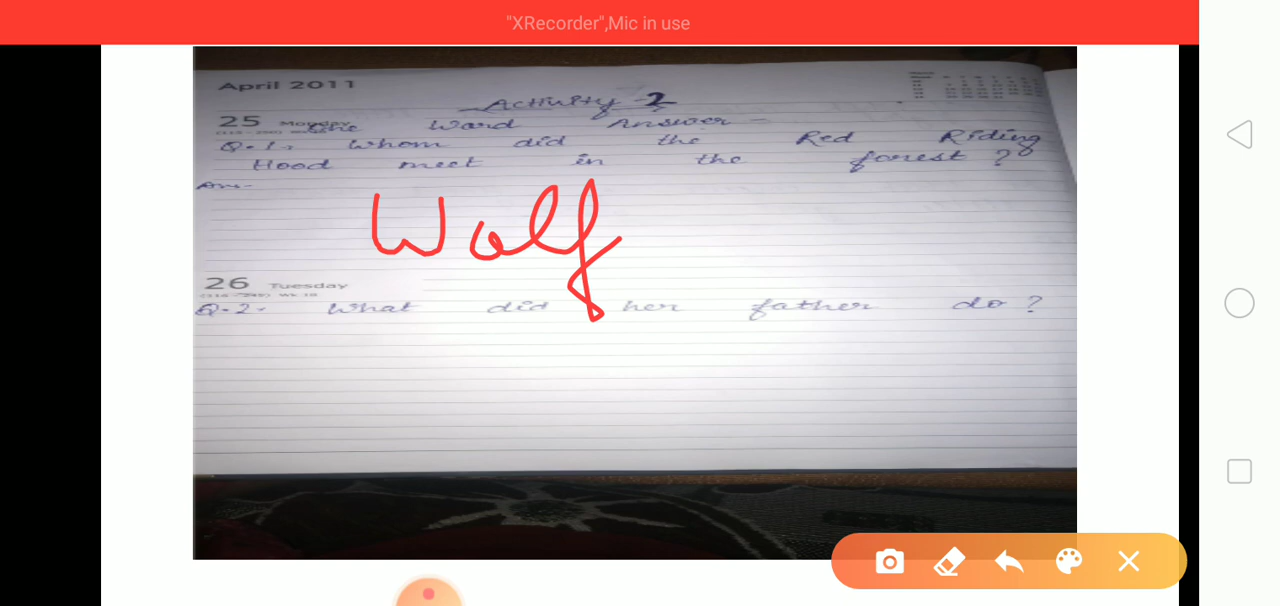 "XRecorder",Mic in use
April 2011
Activity - 2
25 Monday
One Word Answer -
Q.1. Whom did the Red Riding
Hood meet in the forest ?
Ans-
Wolf
26 Tuesday
Q.2. What did her father do ?